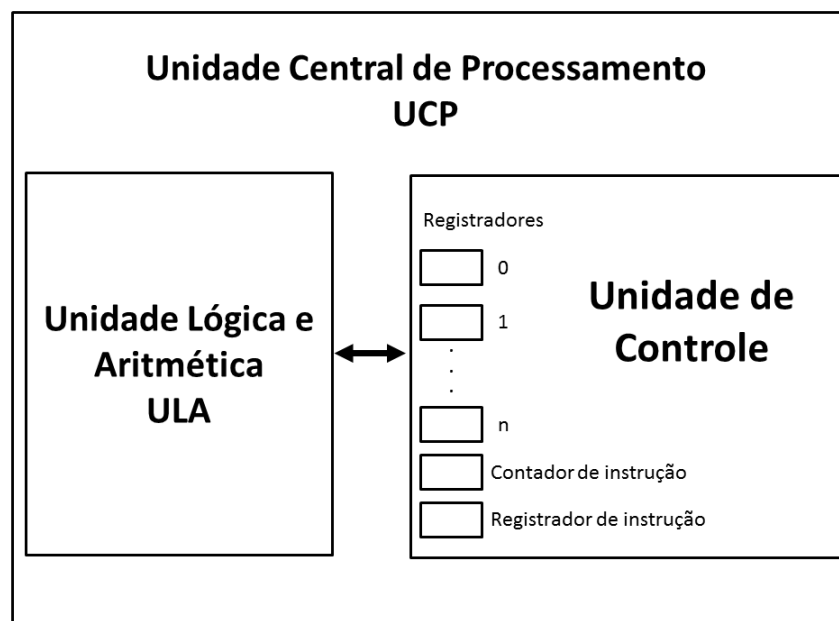 Unidade Central de Processamento
UCP
Unidade Lógica e
Aritmética
ULA
Registradores
0
1
.
.
.
n
Contador de instrução
Registrador de instrução
Unidade de
Controle